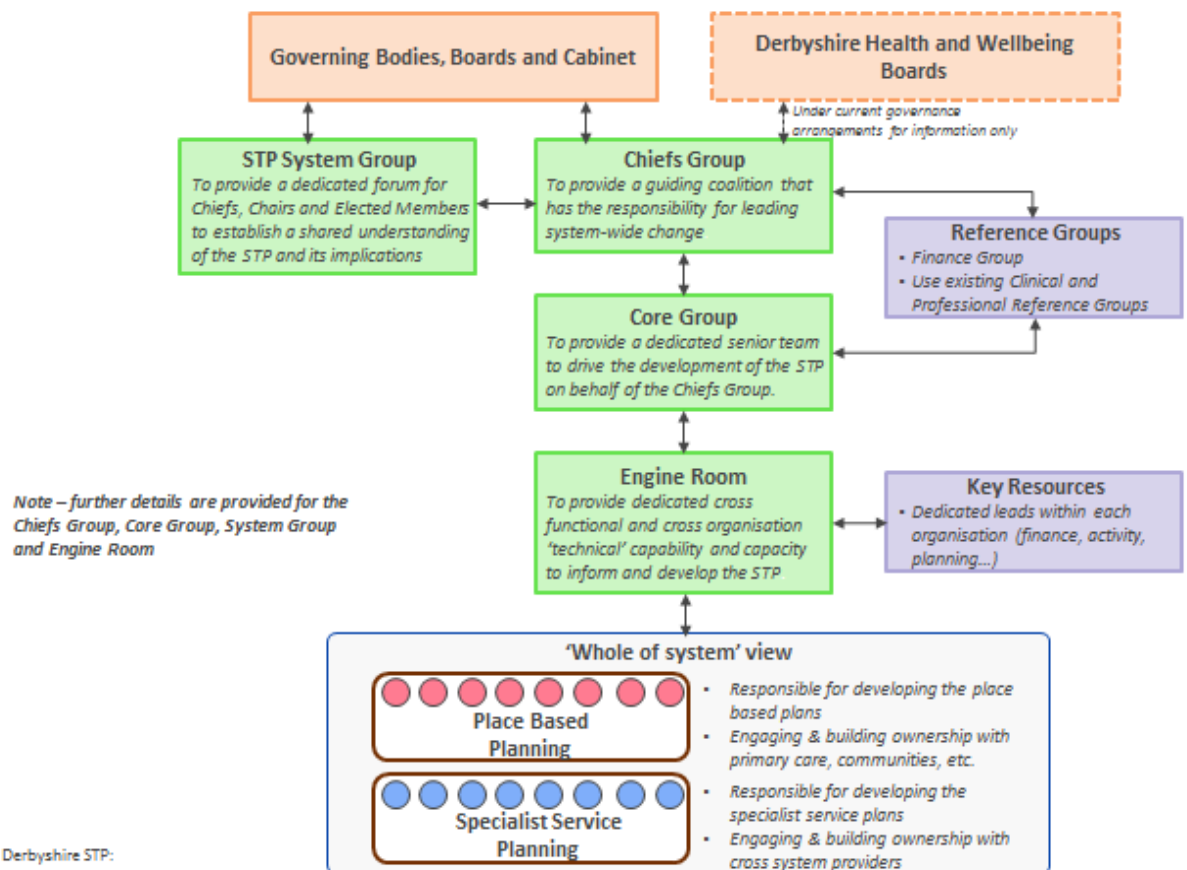 Governing Bodies, Boards and Cabinet
Derbyshire Health and Wellbeing
Boards
Under current governance
arrangements for information only
STP System Group
To provide a dedicated forum for
Chiefs, Chairs and Elected Members
to establish a shared understanding
of the STP and its implications
Chiefs Group
To provide a guiding coalition that
has the responsibility for leading
system-wide change
Reference Groups
• Finance Group
• Use existing Clinical and
Professional Reference Groups
Core Group
To provide a dedicated senior team
to drive the development of the STP
on behalf of the Chiefs Group.
Engine Room
To provide dedicated cross
functional and cross organisation
'technical' capability and capacity
to inform and develop the STP.
Key Resources
• Dedicated leads within each
organisation (finance, activity,
planning...)
Note – further details are provided for the
Chiefs Group, Core Group, System Group
and Engine Room
'Whole of system' view
Place Based
Planning
• Responsible for developing the place
based plans
• Engaging & building ownership with
primary care, communities, etc.
Specialist Service
Planning
• Responsible for developing the
specialist service plans
• Engaging & building ownership with
cross system providers
Derbyshire STP: